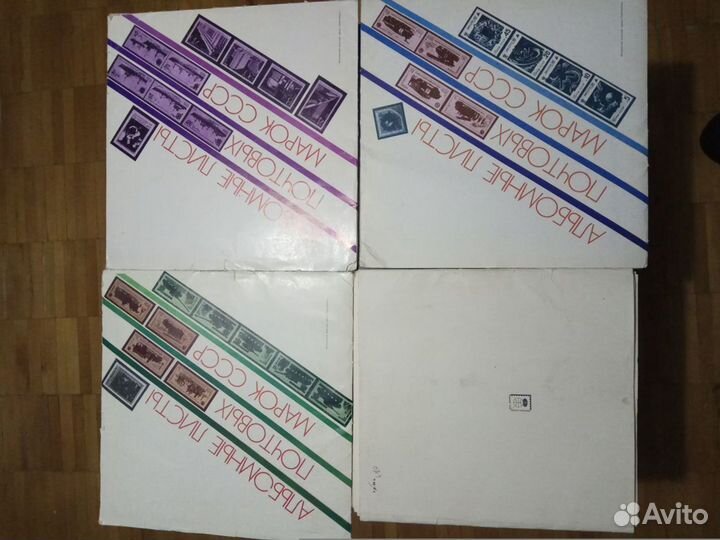 АЛЬБОМНЫЕ ЛИСТЫ
ПОЧТОВЫХ
МАРОК СССР
АЛЬБОМНЫЕ ЛИСТЫ
ПОЧТОВЫХ
МАРОК СССР
АЛЬБОМНЫЕ ЛИСТЫ
ПОЧТОВЫХ
МАРОК СССР
Avito